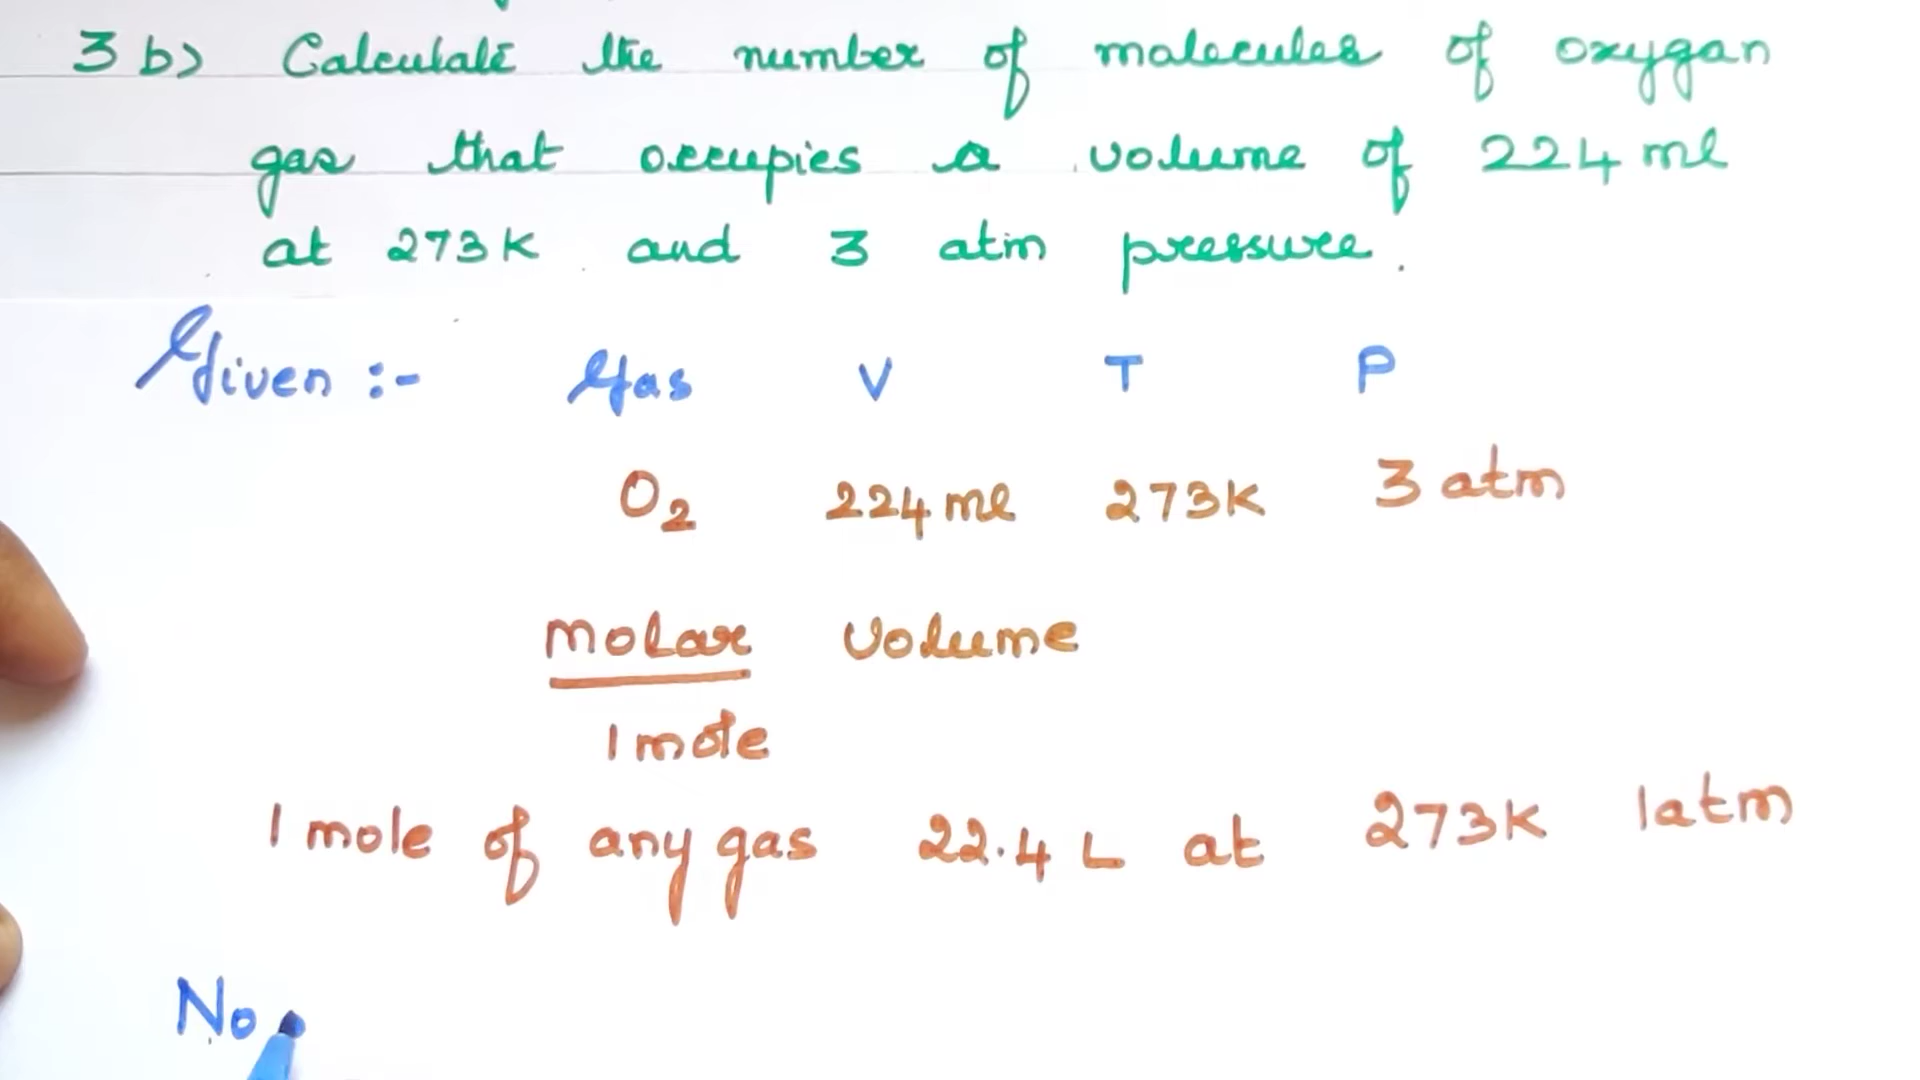 3 b) Calculate the number of molecules of oxygan
gas that occupies a volume of 224 ml
at 273K and 3 atm pressure.
Given :- Gas V T P
O₂ 224 ml 273K 3 atm
Molar Volume
1 mole
1 mole of any gas 22.4 L at 273K 1atm
No